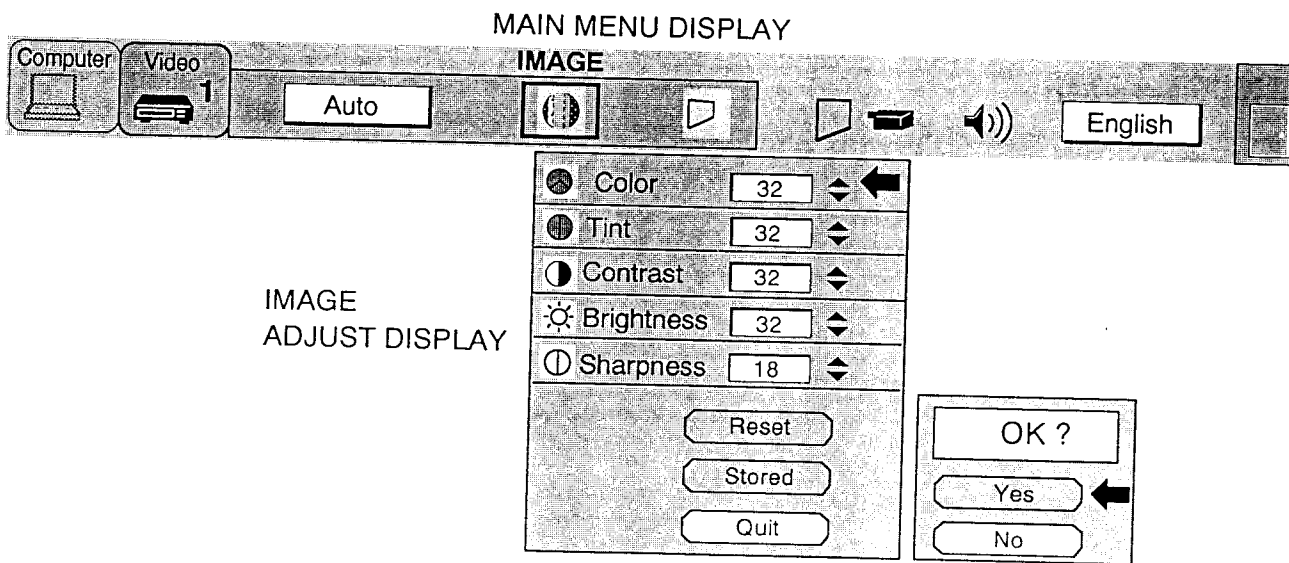 MAIN MENU DISPLAY
Computer
Video
1
IMAGE
Auto
English
Color 32
Tint 32
Contrast 32
Brightness 32
Sharpness 18
IMAGE
ADJUST DISPLAY
Reset
Stored
Quit
OK ?
Yes
No